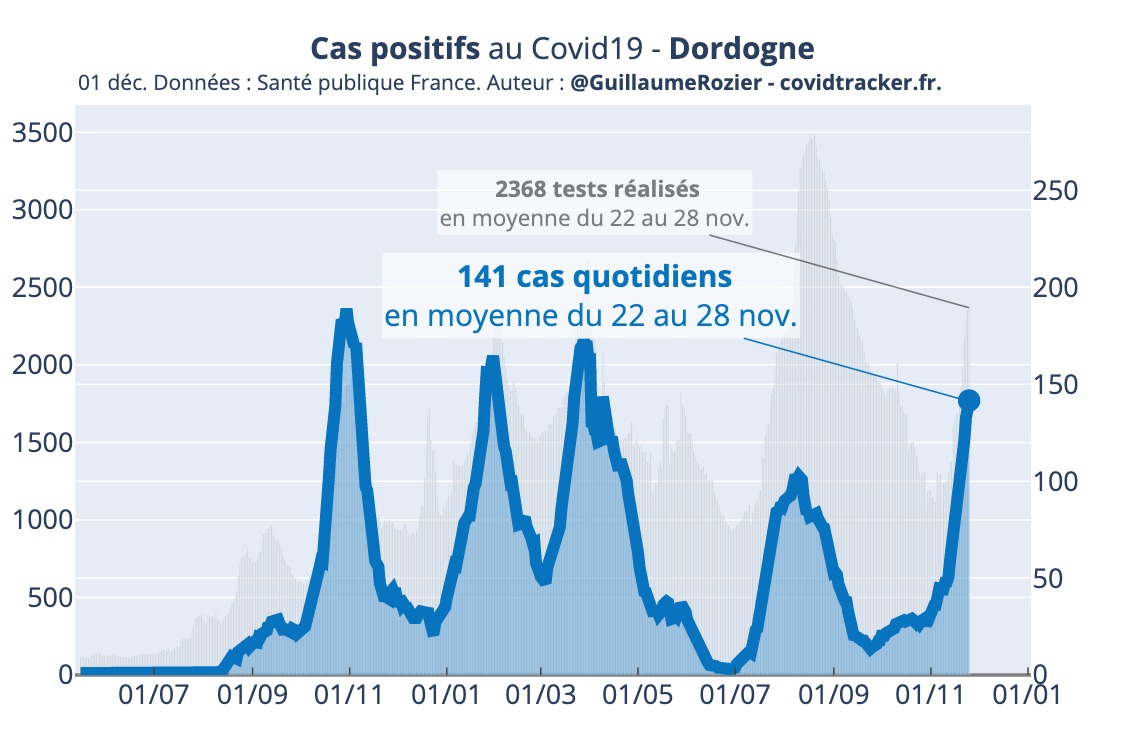 Cas positifs au Covid19 - Dordogne
01 déc. Données : Santé publique France. Auteur : @GuillaumeRozier - covidtracker.fr.
3500
3000
2500
2000
1500
1000
500
0
2368 tests réalisés
en moyenne du 22 au 28 nov.
141 cas quotidiens
en moyenne du 22 au 28 nov.
250
200
150
100
50
0
01/07 01/09 01/11 01/01 01/03 01/05 01/07 01/09 01/11 01/01